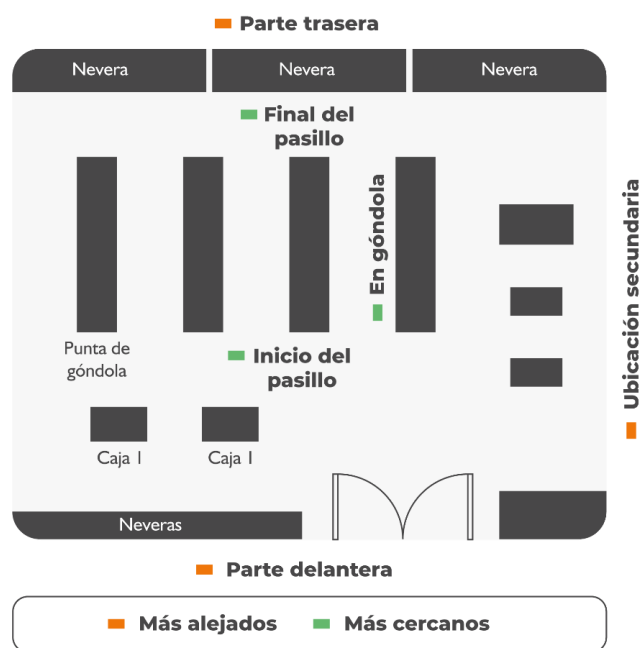 Parte trasera
Nevera
Nevera
Nevera
Final del
pasillo
En góndola
Ubicación secundaria
Punta de
góndola
Inicio del
pasillo
Caja 1
Caja 1
Neveras
Parte delantera
Más alejados
Más cercanos